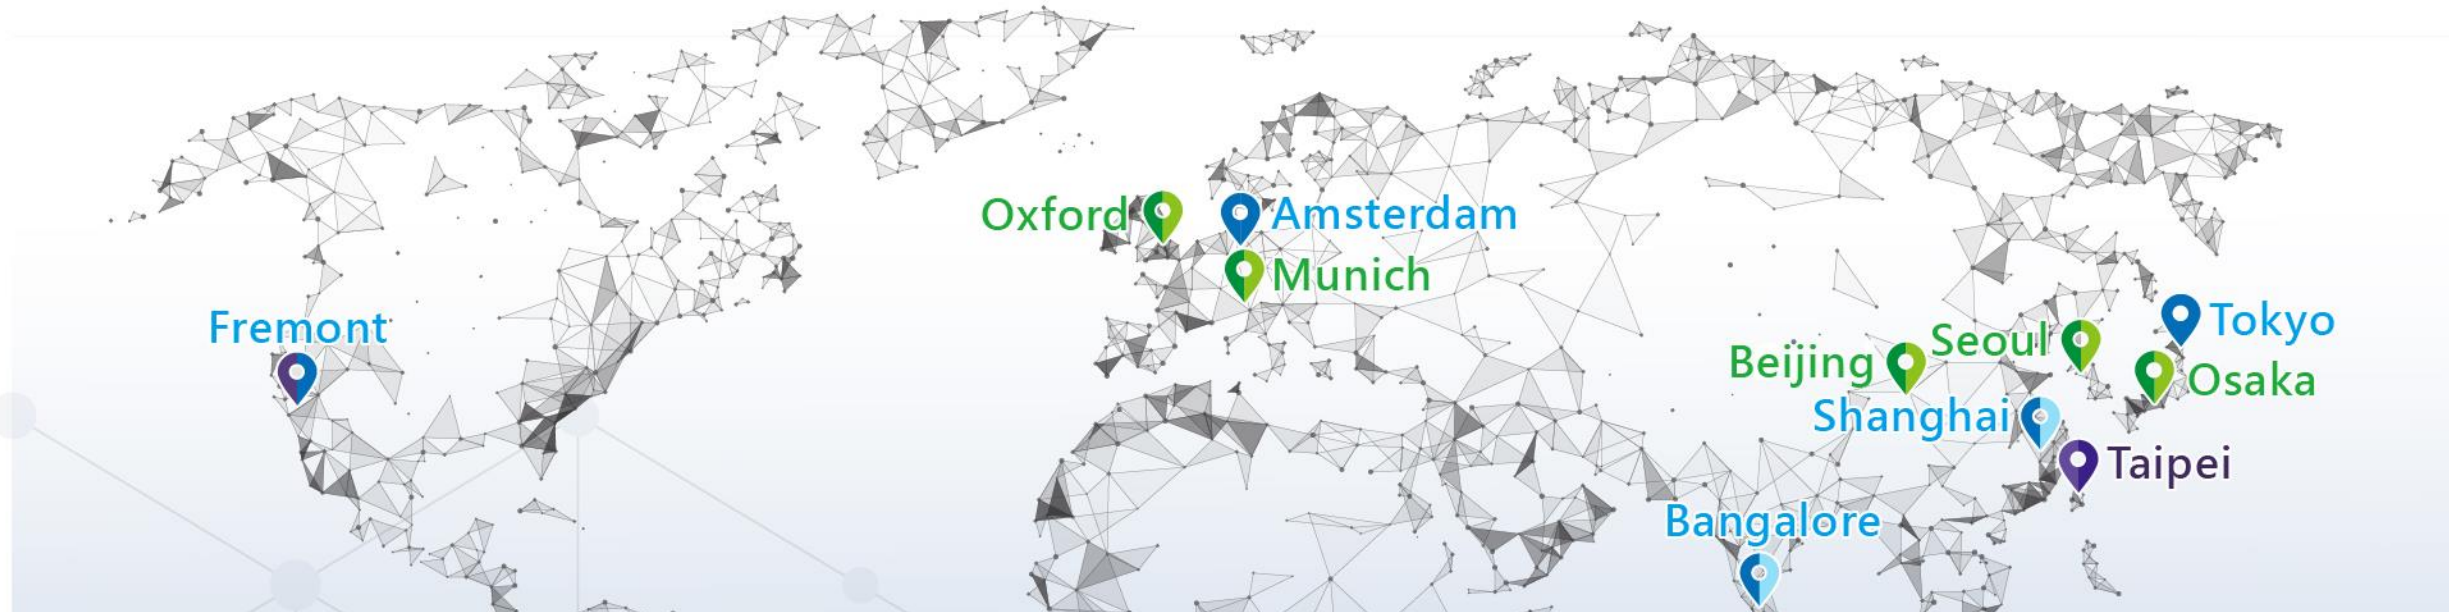 Oxford
Amsterdam
Munich
Fremont
Tokyo
Seoul
Beijing
Osaka
Shanghai
Taipei
Bangalore